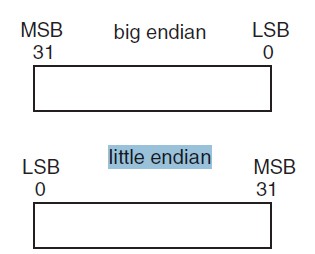 MSB big endian LSB
31 0
little endian
LSB MSB
0 31